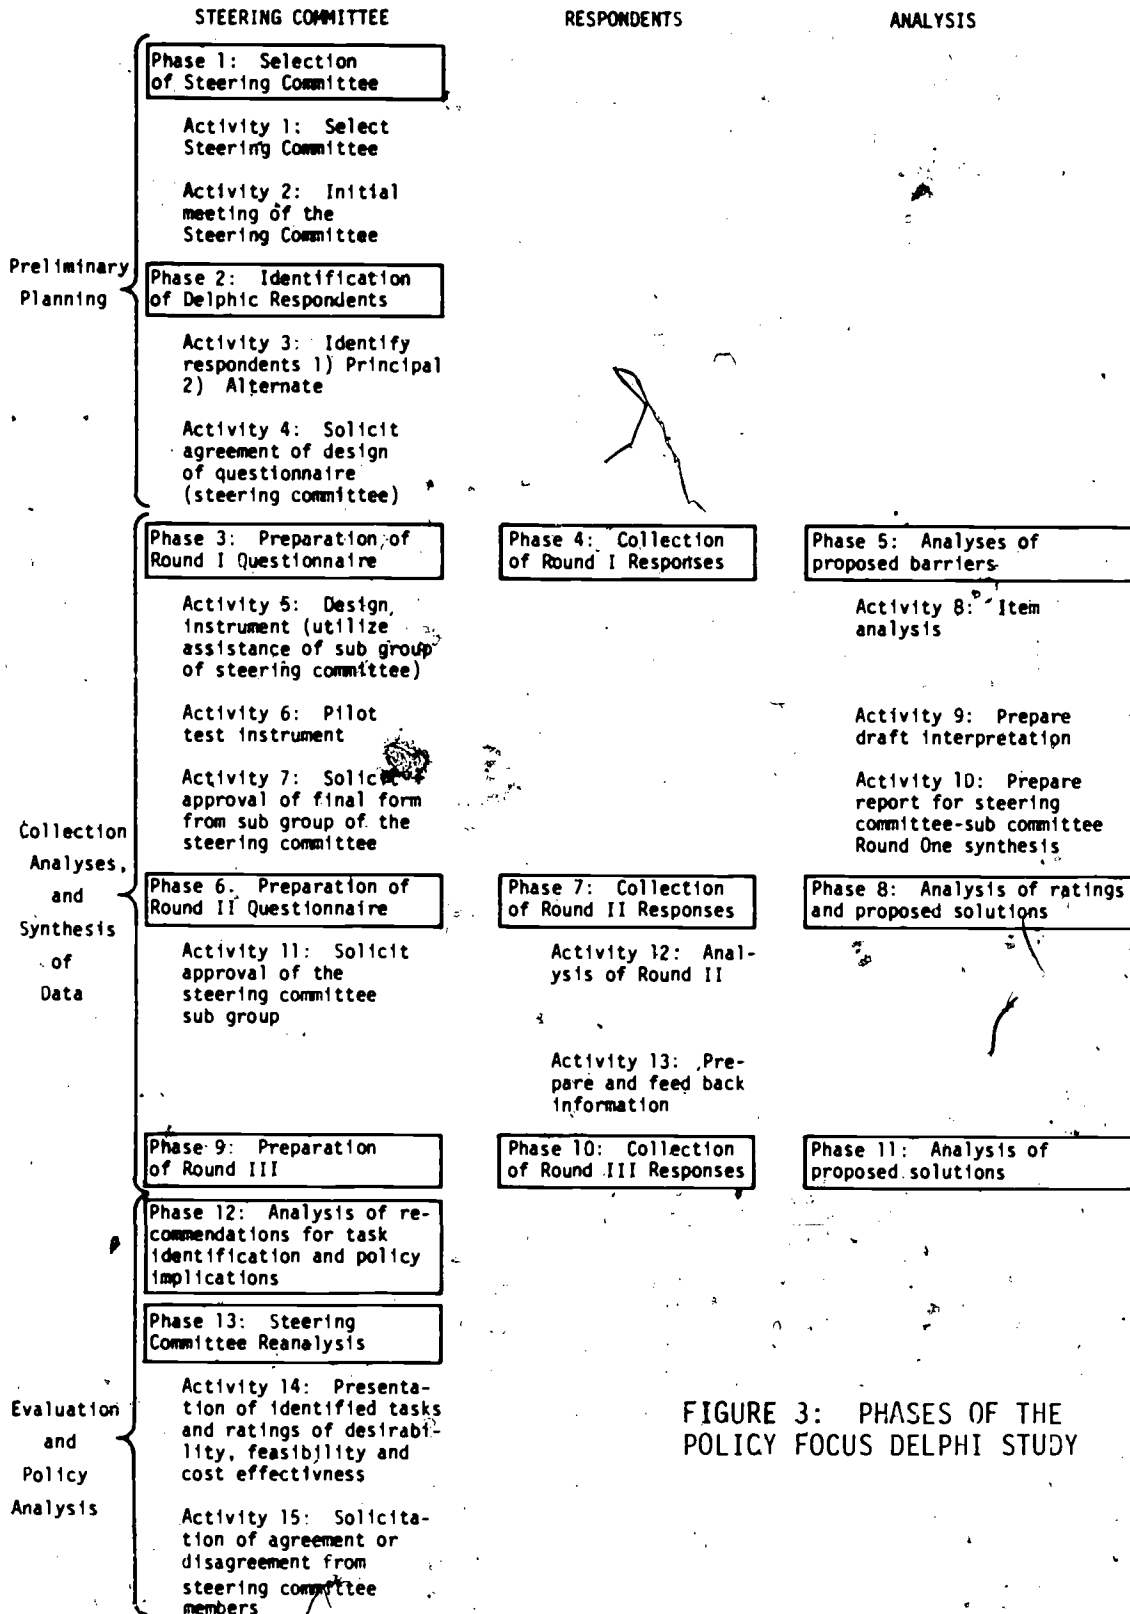 STEERING COMMITTEE
RESPONDENTS
ANALYSIS
Preliminary
Planning
Phase 1: Selection
of Steering Committee
Activity 1: Select
Steering Committee
Activity 2: Initial
meeting of the
Steering Committee
Phase 2: Identification
of Delphic Respondents
Activity 3: Identify
respondents 1) Principal
2) Alternate
Activity 4: Solicit
agreement of design
of questionnaire
(steering committee)
Collection
Analyses,
and
Synthesis
of
Data
Phase 3: Preparation of
Round I Questionnaire
Activity 5: Design,
instrument (utilize
assistance of sub group
of steering committee)
Activity 6: Pilot
test instrument
Activity 7: Solicit
approval of final form
from sub group of the
steering committee
Phase 4: Collection
of Round I Responses
Phase 5: Analyses of
proposed barriers
Activity 8: Item
analysis
Activity 9: Prepare
draft interpretation
Activity 10: Prepare
report for steering
committee-sub committee
Round One synthesis
Phase 6. Preparation of
Round II Questionnaire
Activity 11: Solicit
approval of the
steering committee
sub group
Phase 7: Collection
of Round II Responses
Activity 12: Anal-
ysis of Round II
Activity 13: Pre-
pare and feed back
information
Phase 8: Analysis of ratings
and proposed solutions
Phase 9: Preparation
of Round III
Phase 10: Collection
of Round III Responses
Phase 11: Analysis of
proposed solutions
Evaluation
and
Policy
Analysis
Phase 12: Analysis of re-
commendations for task
identification and policy
implications
Phase 13: Steering
Committee Reanalysis
Activity 14: Presenta-
tion of identified tasks
and ratings of desirabi-
lity, feasibility and
cost effectivness
Activity 15: Solicita-
tion of agreement or
disagreement from
steering committee
members
FIGURE 3: PHASES OF THE
POLICY FOCUS DELPHI STUDY